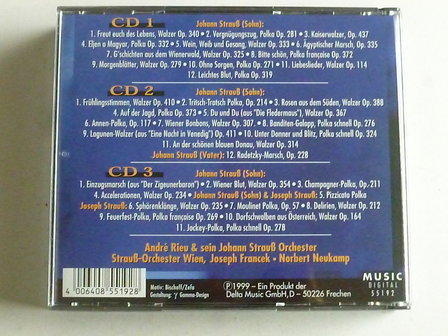 CD 1 Johann Strauß (Sohn):
1. Freut euch des Lebens, Walzer Op. 340 • 2. Vergnügungszug, Polka Op. 281 • 3. Kaiserwalzer, Op. 437
4. Eljen a Magyar, Polka Op. 332 • 5. Wein, Weib und Gesang, Op. 333 • 6. Ägyptischer Marsch, Op. 335
7. G'schichten aus dem Wienerwald, Op. 325 • 8. Bitte schön, Polka française Op. 372
9. Morgenblätter, Op. 279 • 10. Ohne Sorgen, Polka Op. 271 • 11. Liebeslieder, Walzer Op. 114
12. Leichtes Blut, Polka Op. 319
CD 2 Johann Strauß (Sohn):
1. Frühlingsstimmen, Walzer Op. 410 • 2. Tritsch-Tratsch Polka, Op. 214 • 3. Rosen aus dem Süden, Walzer Op. 388
4. Auf der Jagd, Polka Op. 373 • 5. Du und Du (aus "Die Fledermaus"), Walzer Op. 367
6. Annen-Polka, Op. 117 • 7. Wiener Bonbons, Walzer Op. 307 • 8. Banditen-Galopp, Polka schnell Op. 276
9. Lagunen-Walzer (aus "Eine Nacht in Venedig") Op. 411 • 10. Unter Donner und Blitz, Polka schnell Op. 324
11. An der schönen blauen Donau, Walzer Op. 314
Johann Strauß (Vater): 12. Radetzky-Marsch, Op. 228
CD 3
1. Einzugsmarsch (aus "Der Zigeunerbaron") • 2. Wiener Blut, Walzer Op. 354 • 3. Champagner-Polka, Op. 211
4. Accelerationen, Walzer Op. 234 • Johann Strauß (Sohn) & Joseph Strauß: 5. Pizzicato Polka
Joseph Strauß: 6. Sphärenklänge, Op. 235 • 7. Moulinet Polka, Op. 57 • 8. Delirien, Walzer Op. 212
9. Feuerfest-Polka, Polka française Op. 269 • 10. Dorfschwalben aus Österreich, Walzer Op. 164
11. Jockey-Polka, Polka schnell Op. 278
André Rieu & sein Johann Strauß Orchester
Strauß-Orchester Wien, Joseph Francek • Norbert Neukamp
4 006408 551928
Motiv: Bischoff/Zefa
Gestaltung: γ Gamma-Design
Ⓟ 1999 – Ein Produkt der
Delta Music GmbH, D – 50226 Frechen
MUSIC
DIGITAL
55192